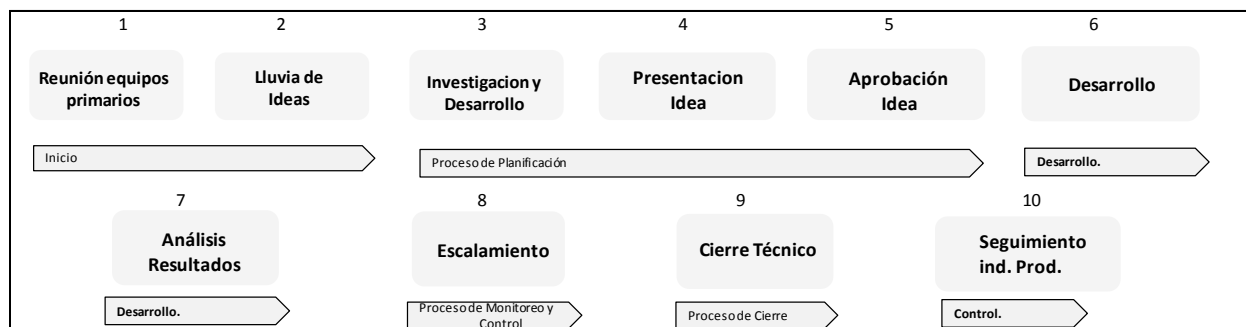 1 2 3 4 5 6
Reunión equipos primarios
Lluvia de Ideas
Investigacion y Desarrollo
Presentacion Idea
Aprobación Idea
Desarrollo
Inicio
Proceso de Planificación
Desarrollo.
7 8 9 10
Análisis Resultados
Escalamiento
Cierre Técnico
Seguimiento ind. Prod.
Desarrollo.
Proceso de Monitoreo y Control
Proceso de Cierre
Control.